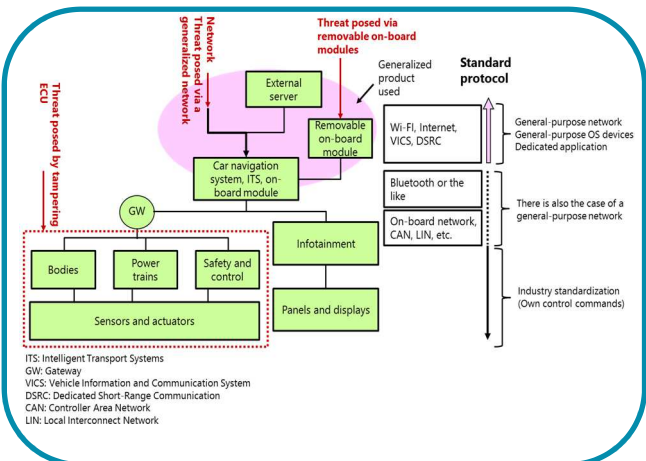 Network
Threat posed via a
generalized network
Threat posed via
removable on-board
modules
Threat posed by tampering
ECU
Generalized
product
used
Standard
protocol
External
server
Removable
on-board
module
Car navigation
system, ITS, on-
board module
GW
Bodies
Power
trains
Safety and
control
Sensors and actuators
Infotainment
Panels and displays
Wi-FI, Internet,
VICS, DSRC
Bluetooth or the
like
On-board network,
CAN, LIN, etc.
General-purpose network
General-purpose OS devices
Dedicated application
There is also the case of a
general-purpose network
Industry standardization
(Own control commands)
ITS: Intelligent Transport Systems
GW: Gateway
VICS: Vehicle Information and Communication System
DSRC: Dedicated Short-Range Communication
CAN: Controller Area Network
LIN: Local Interconnect Network